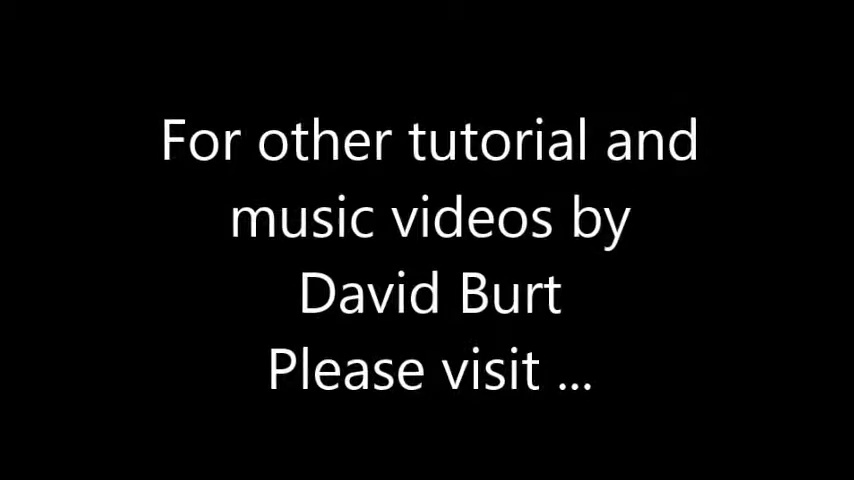 For other tutorial and
music videos by
David Burt
Please visit ...